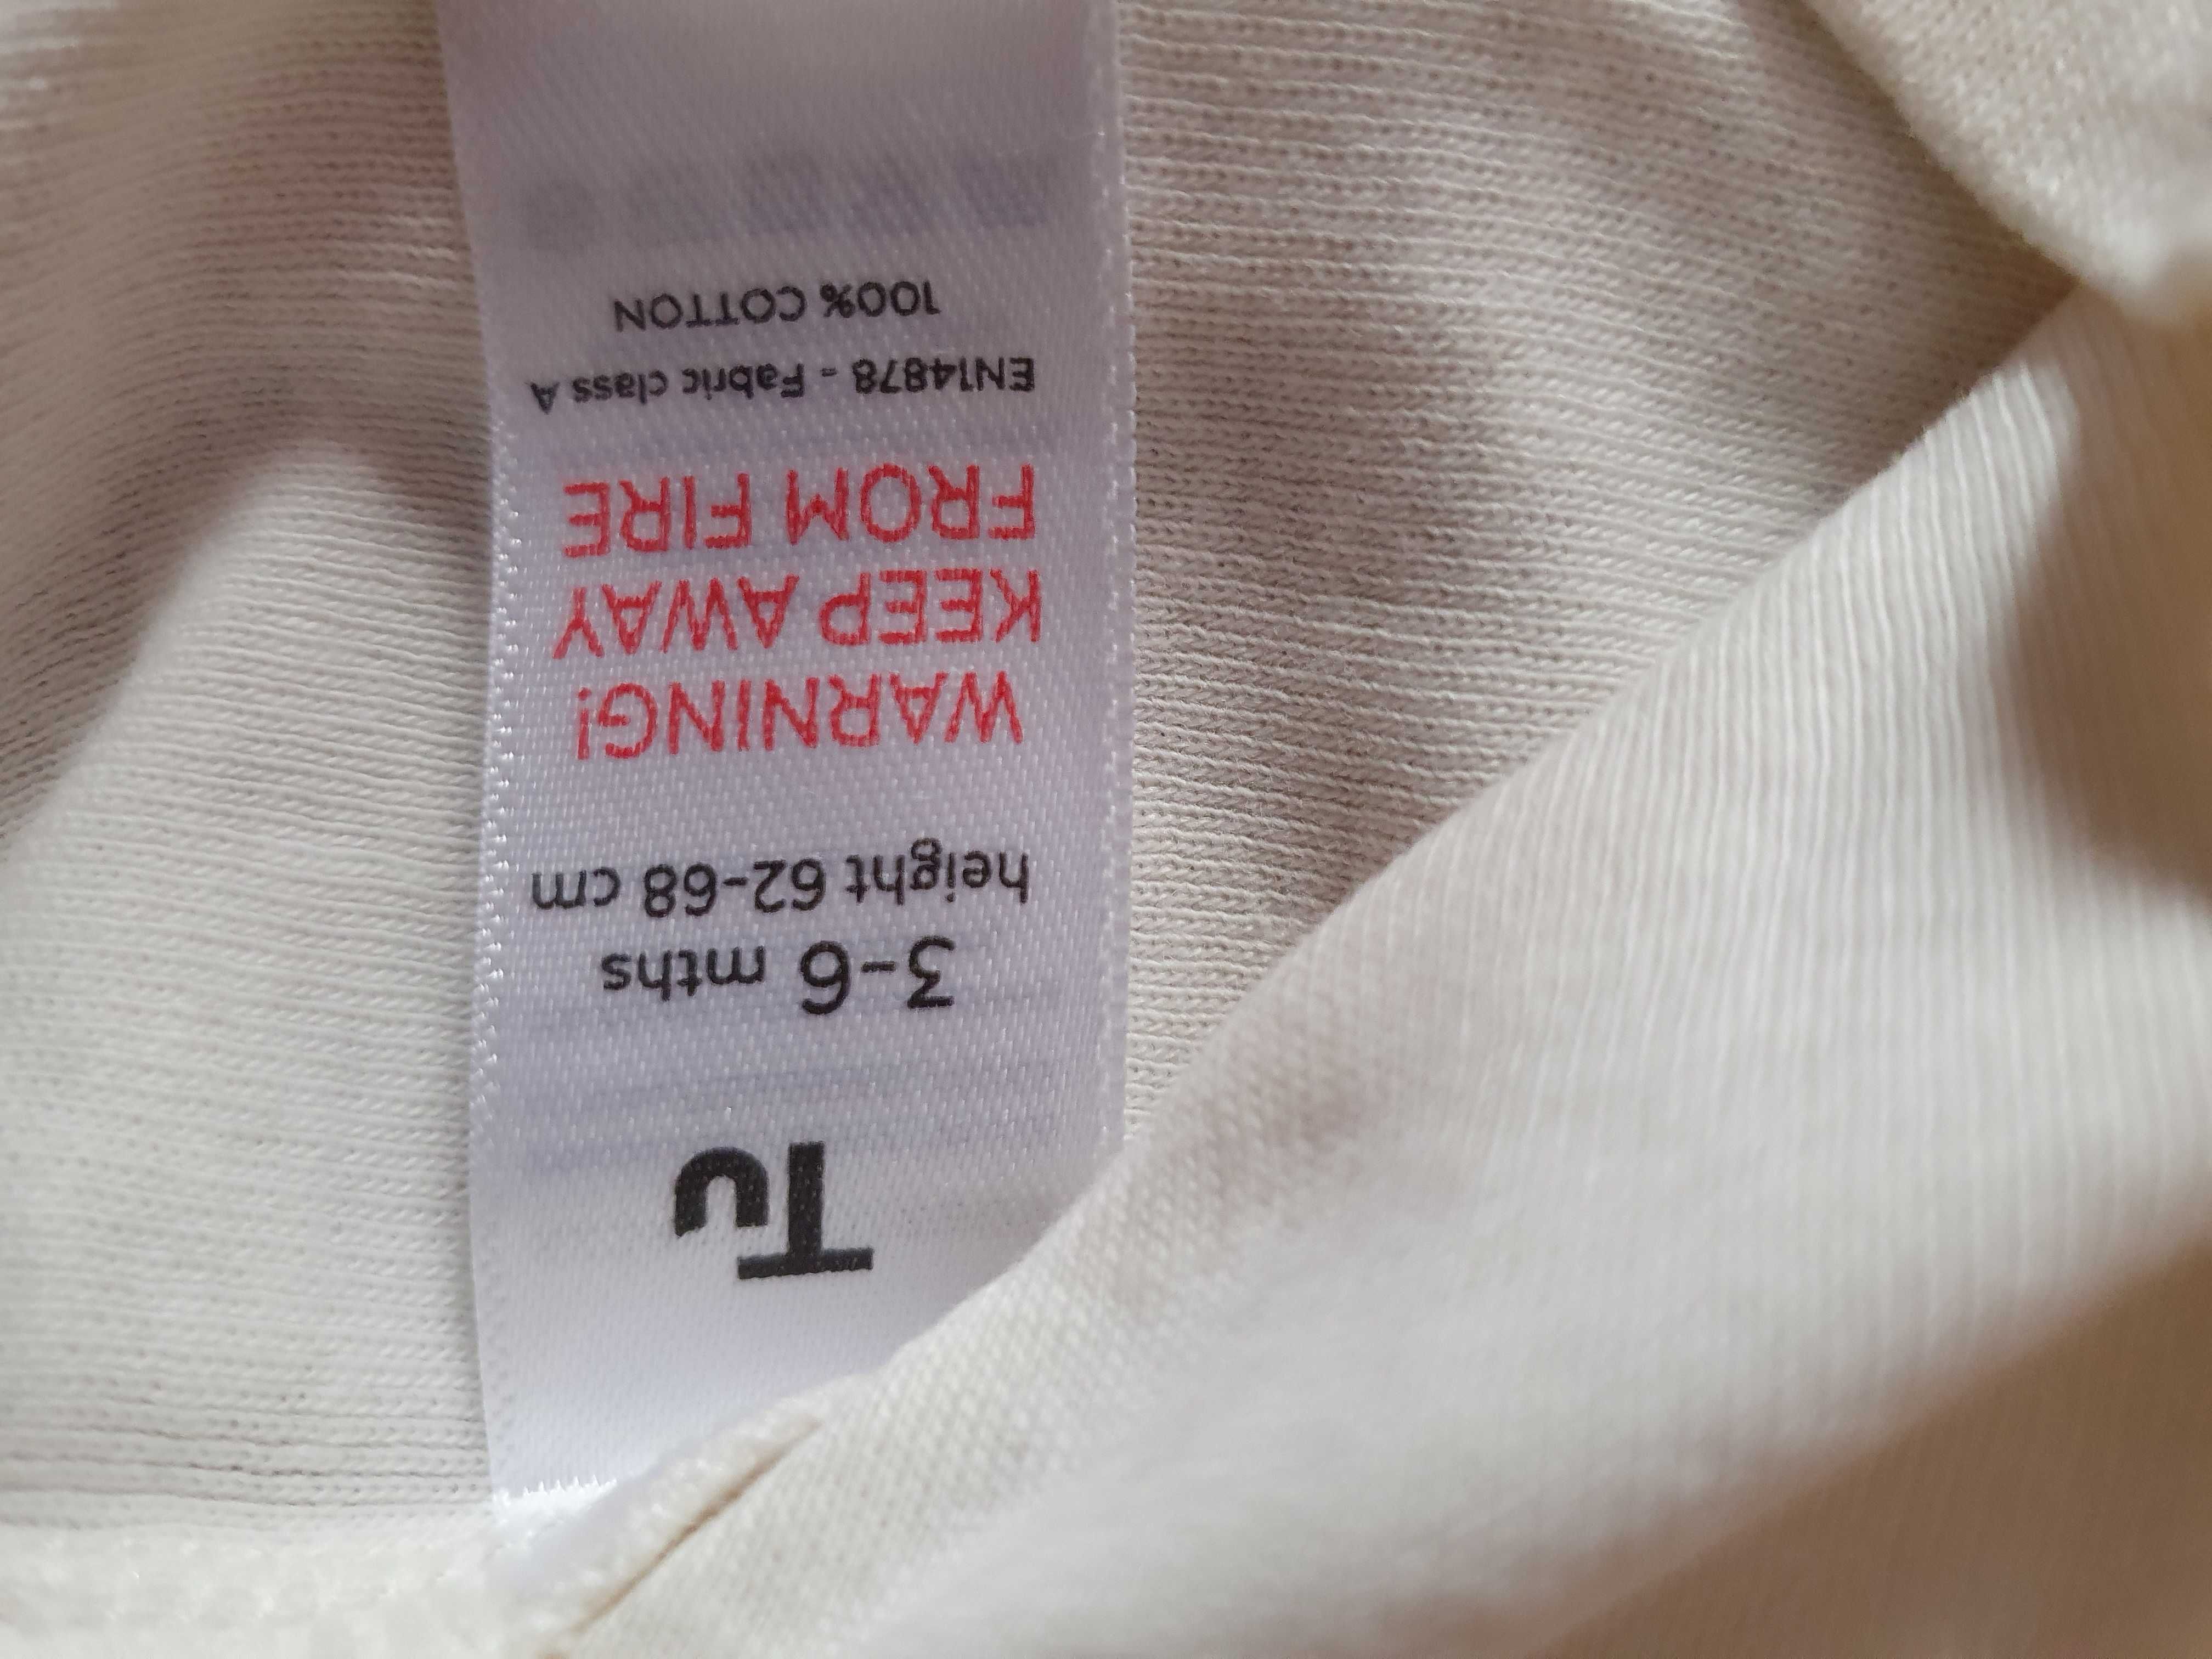 Tu
3-6 mths
height 62-68 cm
WARNING!
KEEP AWAY
FROM FIRE
EN14878 - Fabric class A
100% COTTON